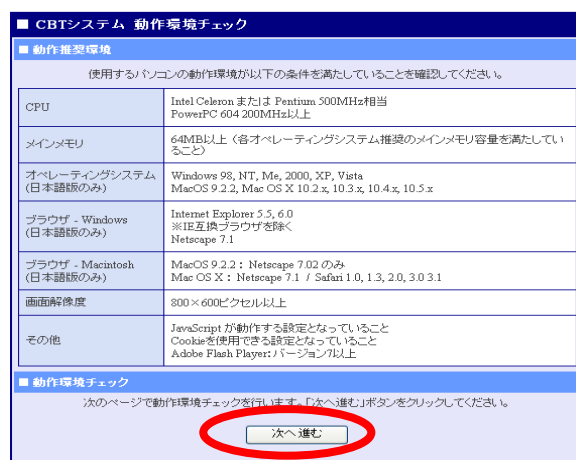 ■ CBTシステム 動作環境チェック
■ 動作推奨環境
使用するパソコンの動作環境が以下の条件を満たしていることを確認してください。
CPU
Intel Celeron または Pentium 500MHz相当
PowerPC 604 200MHz以上
メインメモリ
64MB以上（各オペレーティングシステム推奨のメインメモリ容量を満たしてい
ること）
オペレーティングシステム
(日本語版のみ)
Windows 98, NT, Me, 2000, XP, Vista
MacOS 9.2.2, Mac OS X 10.2.x, 10.3.x, 10.4.x, 10.5.x
ブラウザ - Windows
(日本語版のみ)
Internet Explorer 5.5, 6.0
※IE互換ブラウザを除く
Netscape 7.1
ブラウザ - Macintosh
(日本語版のみ)
MacOS 9.2.2： Netscape 7.02 のみ
Mac OS X： Netscape 7.1 / Safari 1.0, 1.3, 2.0, 3.0 3.1
画面解像度
800×600ピクセル以上
その他
JavaScript が動作する設定となっていること
Cookieを使用できる設定となっていること
Adobe Flash Player: バージョン7以上
■ 動作環境チェック
次のページで動作環境チェックを行います。「次へ進む」ボタンをクリックしてください。
次へ進む